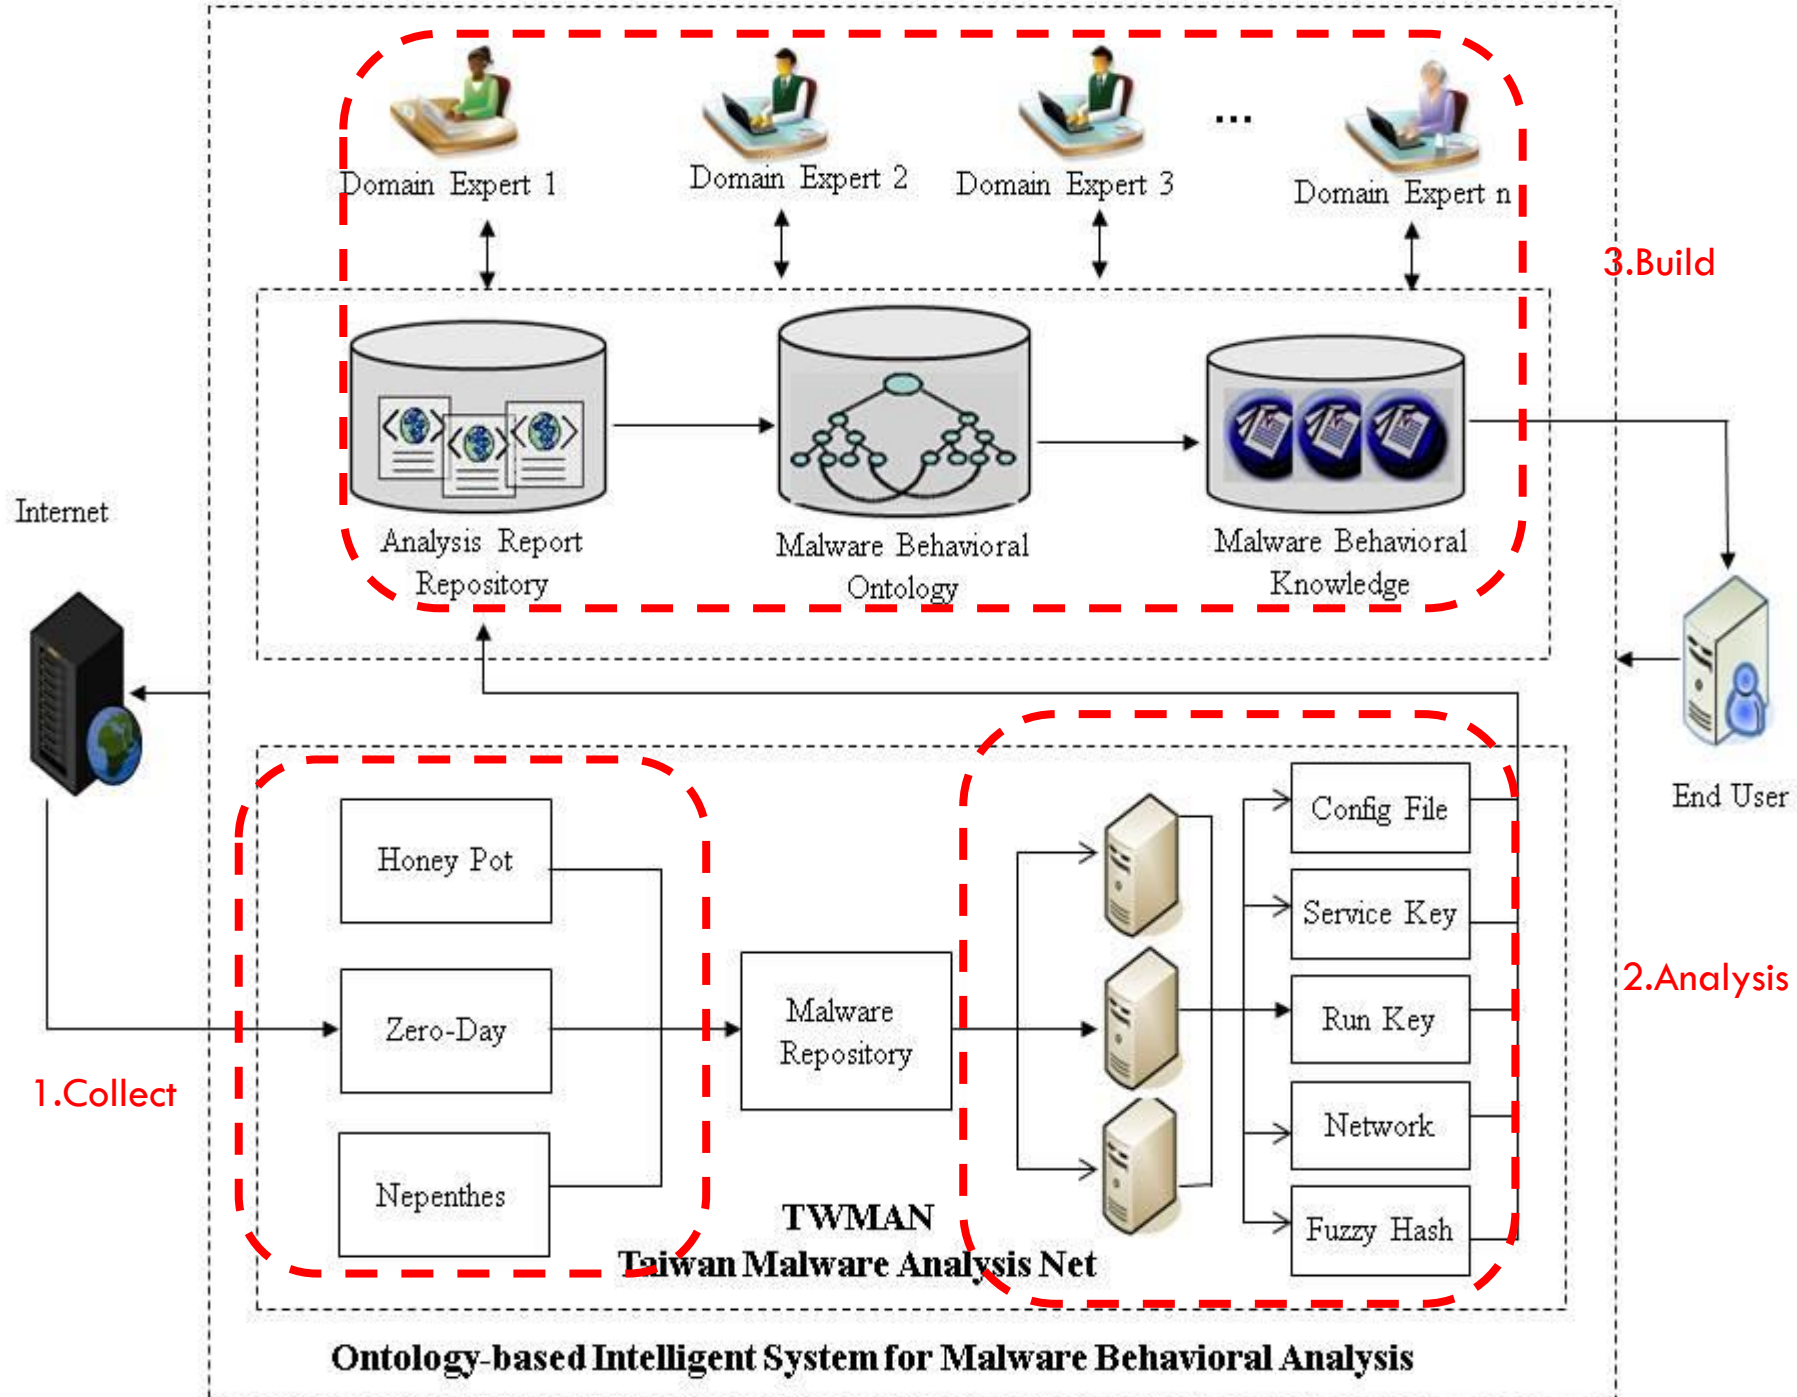 ...
Domain Expert 1
Domain Expert 2
Domain Expert 3
Domain Expert n
3.Build
Internet
Analysis Report
Repository
Malware Behavioral
Ontology
Malware Behavioral
Knowledge
End User
Honey Pot
Zero-Day
Nepenthes
1.Collect
Malware
Repository
Config File
Service Key
Run Key
Network
Fuzzy Hash
2.Analysis
TWMAN
Taiwan Malware Analysis Net
Ontology-based Intelligent System for Malware Behavioral Analysis